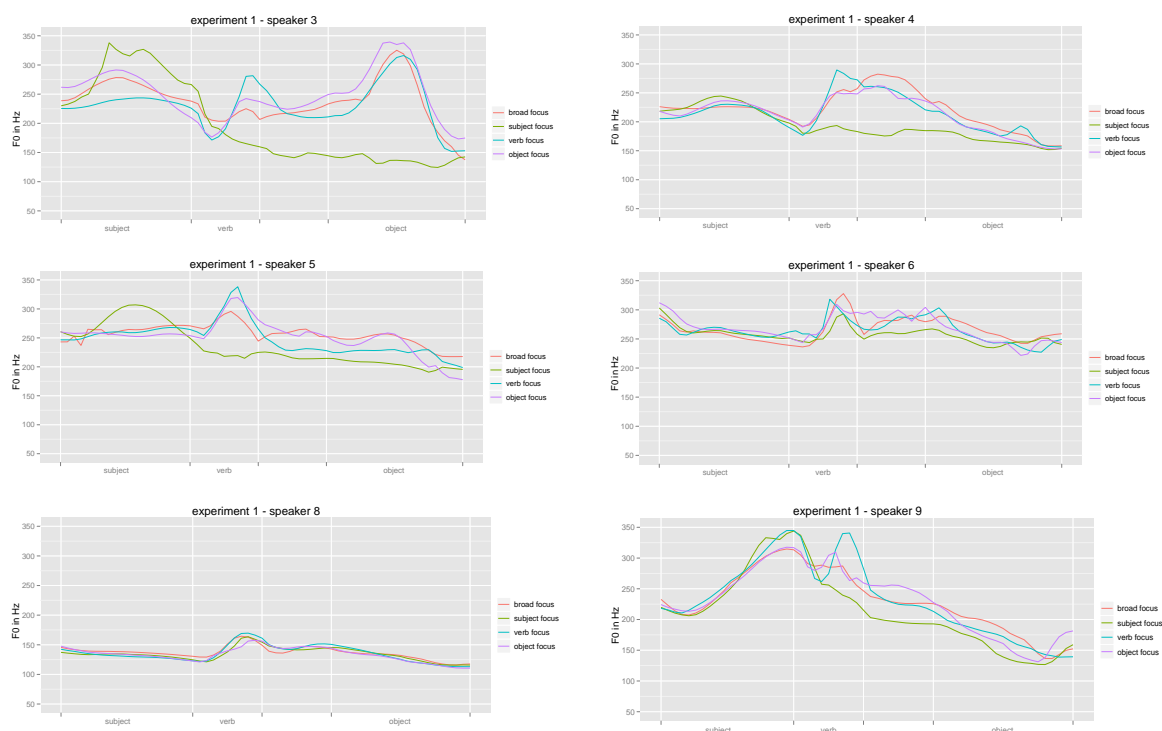 experiment 1 - speaker 3
F0 in Hz
350
300
250
200
150
100
50
subject verb object
broad focus
subject focus
verb focus
object focus
experiment 1 - speaker 4
F0 in Hz
350
300
250
200
150
100
50
subject verb object
broad focus
subject focus
verb focus
object focus
experiment 1 - speaker 5
F0 in Hz
350
300
250
200
150
100
50
subject verb object
broad focus
subject focus
verb focus
object focus
experiment 1 - speaker 6
F0 in Hz
350
300
250
200
150
100
50
subject verb object
broad focus
subject focus
verb focus
object focus
experiment 1 - speaker 8
F0 in Hz
350
300
250
200
150
100
50
subject verb object
broad focus
subject focus
verb focus
object focus
experiment 1 - speaker 9
F0 in Hz
350
300
250
200
150
100
50
subject verb object
broad focus
subject focus
verb focus
object focus